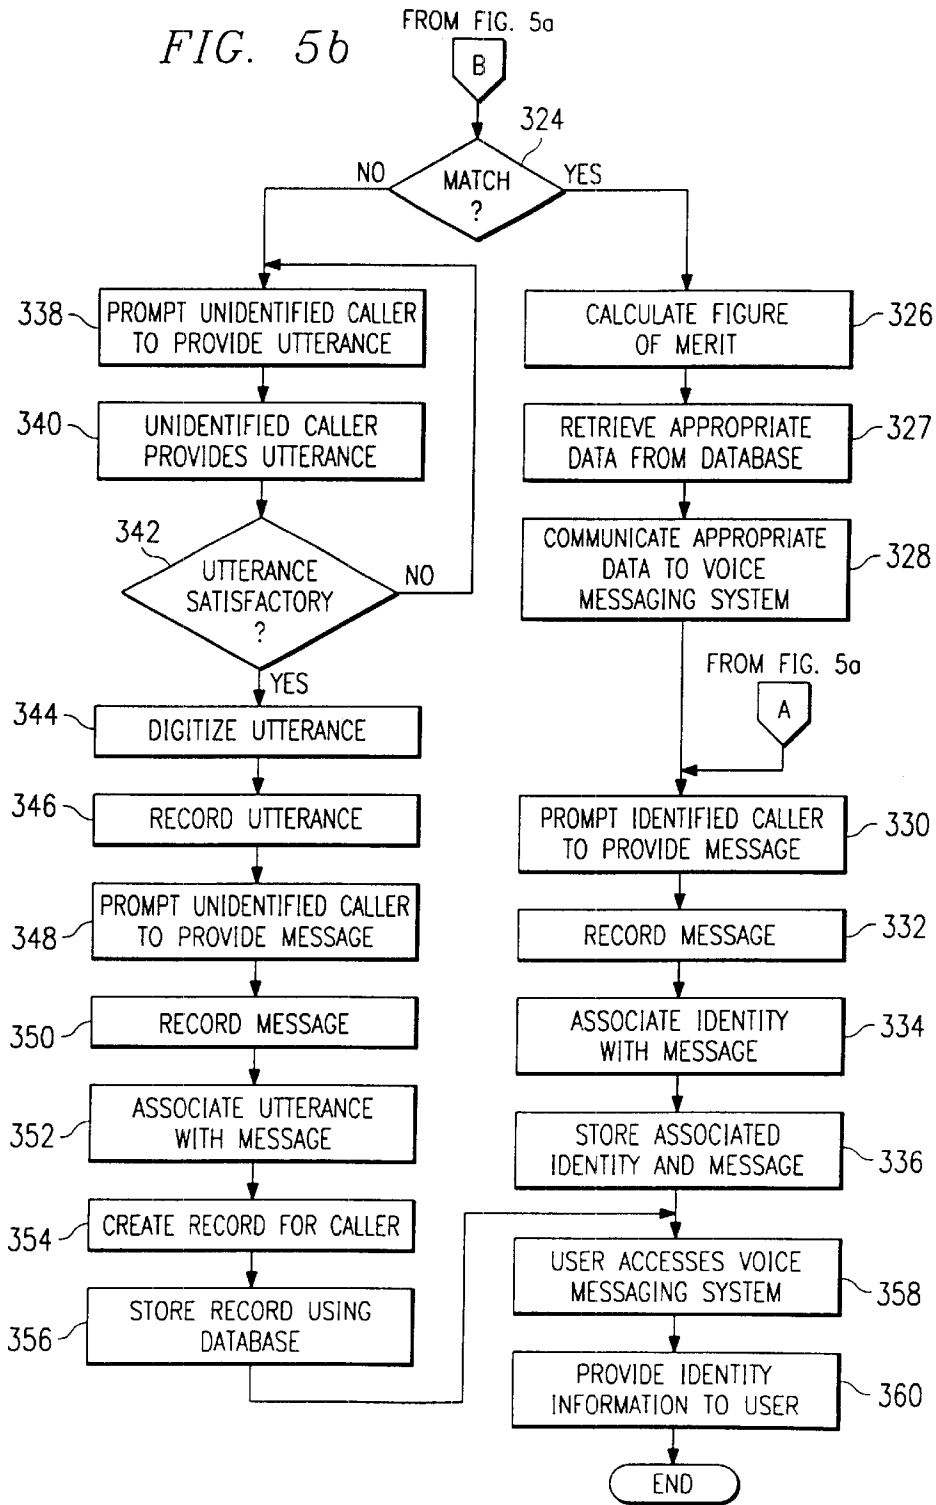 FIG. 5b
FROM FIG. 5a
B
324
MATCH
?
NO
YES
338
PROMPT UNIDENTIFIED CALLER
TO PROVIDE UTTERANCE
340
UNIDENTIFIED CALLER
PROVIDES UTTERANCE
342
UTTERANCE
SATISFACTORY
?
NO
YES
344
DIGITIZE UTTERANCE
346
RECORD UTTERANCE
348
PROMPT UNIDENTIFIED CALLER
TO PROVIDE MESSAGE
350
RECORD MESSAGE
352
ASSOCIATE UTTERANCE
WITH MESSAGE
354
CREATE RECORD FOR CALLER
356
STORE RECORD USING
DATABASE
CALCULATE FIGURE
OF MERIT
326
RETRIEVE APPROPRIATE
DATA FROM DATABASE
327
COMMUNICATE APPROPRIATE
DATA TO VOICE
MESSAGING SYSTEM
328
FROM FIG. 5a
A
PROMPT IDENTIFIED CALLER
TO PROVIDE MESSAGE
330
RECORD MESSAGE
332
ASSOCIATE IDENTITY
WITH MESSAGE
334
STORE ASSOCIATED
IDENTITY AND MESSAGE
336
USER ACCESSES VOICE
MESSAGING SYSTEM
358
PROVIDE IDENTITY
INFORMATION TO USER
360
END